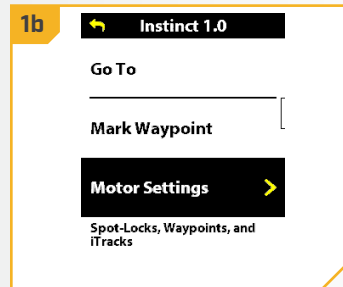 1b
Instinct 1.0
Go To
Mark Waypoint
Motor Settings
Spot-Locks, Waypoints, and
iTracks